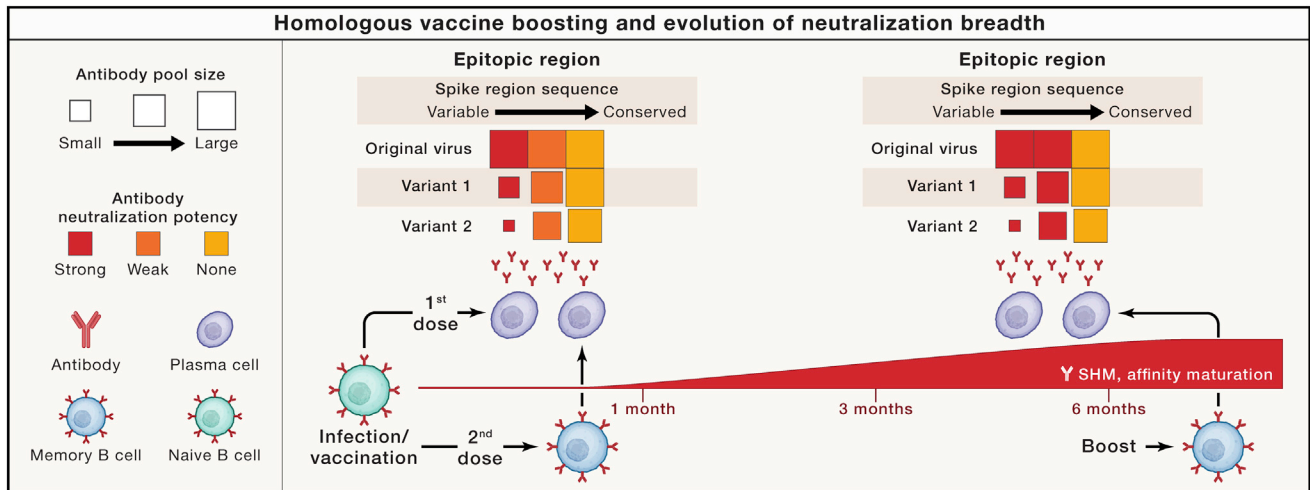 Homologous vaccine boosting and evolution of neutralization breadth
Antibody pool size
Small
Large
Antibody
neutralization potency
Strong
Weak
None
Antibody
Plasma cell
Memory B cell
Naive B cell
Epitopic region
Spike region sequence
Variable
Conserved
Original virus
Variant 1
Variant 2
1st
dose
Infection/
vaccination
2nd
dose
1 month
3 months
6 months
SHM, affinity maturation
Epitopic region
Spike region sequence
Variable
Conserved
Original virus
Variant 1
Variant 2
Boost